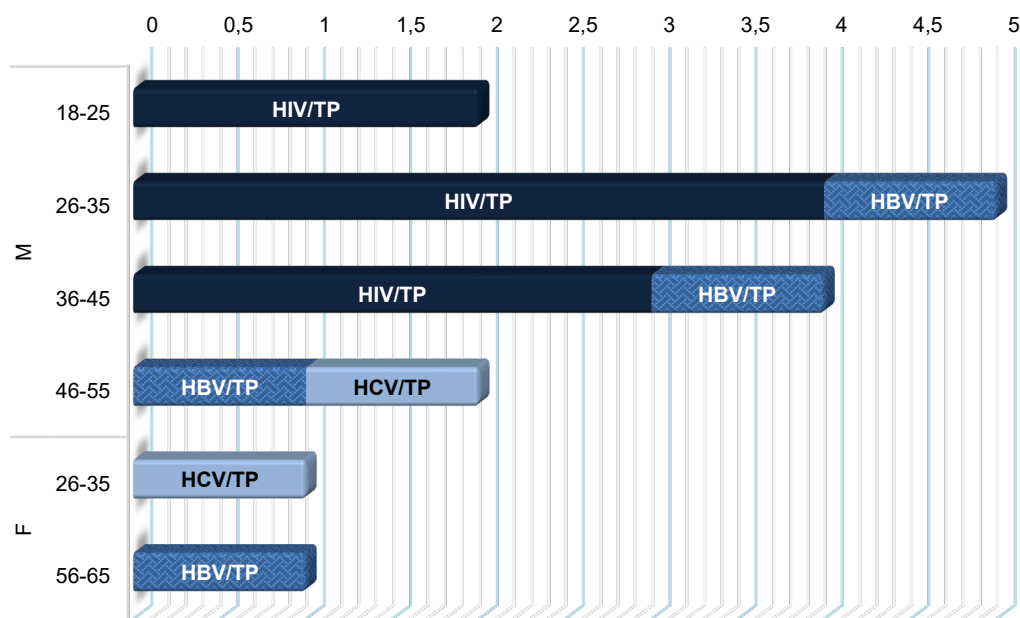 0 0,5 1 1,5 2 2,5 3 3,5 4 4,5 5
M
18-25 HIV/TP
26-35 HIV/TP HBV/TP
36-45 HIV/TP HBV/TP
46-55 HBV/TP HCV/TP
F
26-35 HCV/TP
56-65 HBV/TP